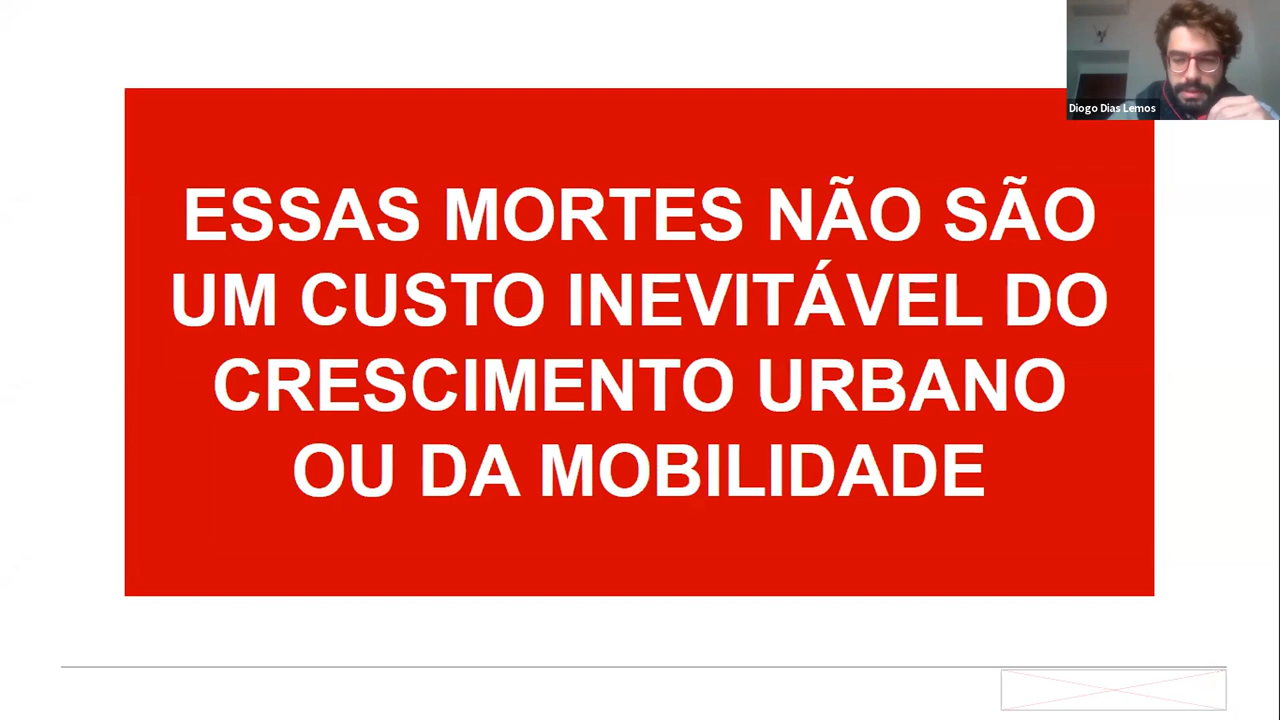 Diogo Dias Lemos
ESSAS MORTES NÃO SÃO
UM CUSTO INEVITÁVEL DO
CRESCIMENTO URBANO
OU DA MOBILIDADE